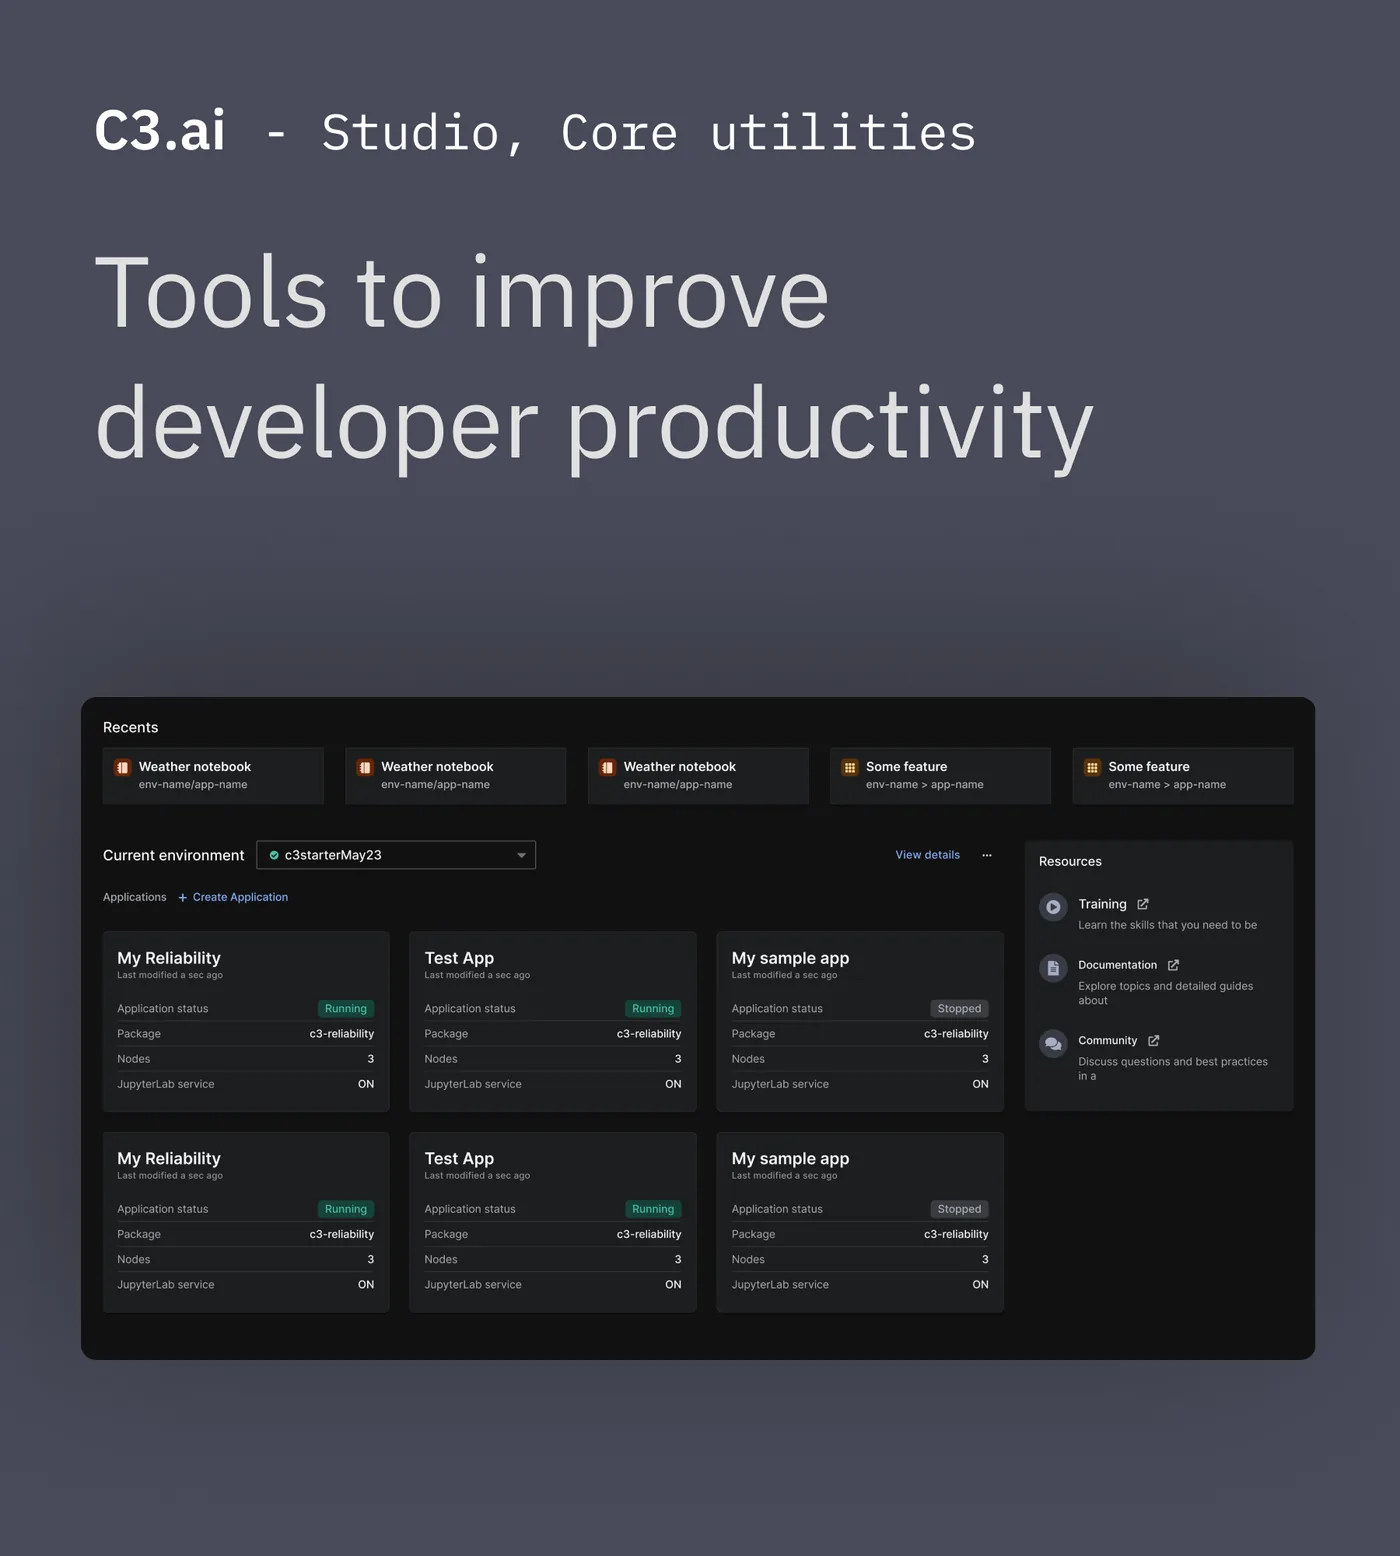 C3.ai - Studio, Core utilities
Tools to improve
developer productivity
Recents
Weather notebook
env-name/app-name
Weather notebook
env-name/app-name
Weather notebook
env-name/app-name
Some feature
env-name > app-name
Some feature
env-name > app-name
Current environment
c3starterMay23
View details
...
Applications
+ Create Application
My Reliability
Last modified a sec ago
Application status Running
Package c3-reliability
Nodes 3
JupyterLab service ON
Test App
Last modified a sec ago
Application status Running
Package c3-reliability
Nodes 3
JupyterLab service ON
My sample app
Last modified a sec ago
Application status Stopped
Package c3-reliability
Nodes 3
JupyterLab service ON
My Reliability
Last modified a sec ago
Application status Running
Package c3-reliability
Nodes 3
JupyterLab service ON
Test App
Last modified a sec ago
Application status Running
Package c3-reliability
Nodes 3
JupyterLab service ON
My sample app
Last modified a sec ago
Application status Stopped
Package c3-reliability
Nodes 3
JupyterLab service ON
Resources
Training
Learn the skills that you need to be
Documentation
Explore topics and detailed guides
about
Community
Discuss questions and best practices
in a